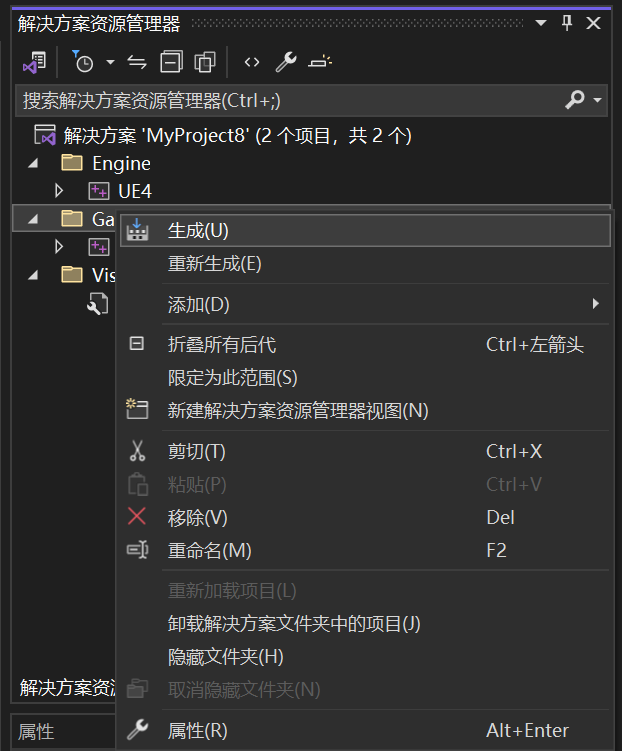 解决方案资源管理器
搜索解决方案资源管理器(Ctrl+;)
解决方案 'MyProject8' (2 个项目，共 2 个)
Engine
UE4
Ga
生成(U)
重新生成(E)
Vis
添加(D)
折叠所有后代 Ctrl+左箭头
限定为此范围(S)
新建解决方案资源管理器视图(N)
剪切(T) Ctrl+X
粘贴(P) Ctrl+V
移除(V) Del
重命名(M) F2
重新加载项目(L)
卸载解决方案文件夹中的项目(J)
隐藏文件夹(H)
解决方案资源
取消隐藏文件夹(N)
属性
属性(R) Alt+Enter